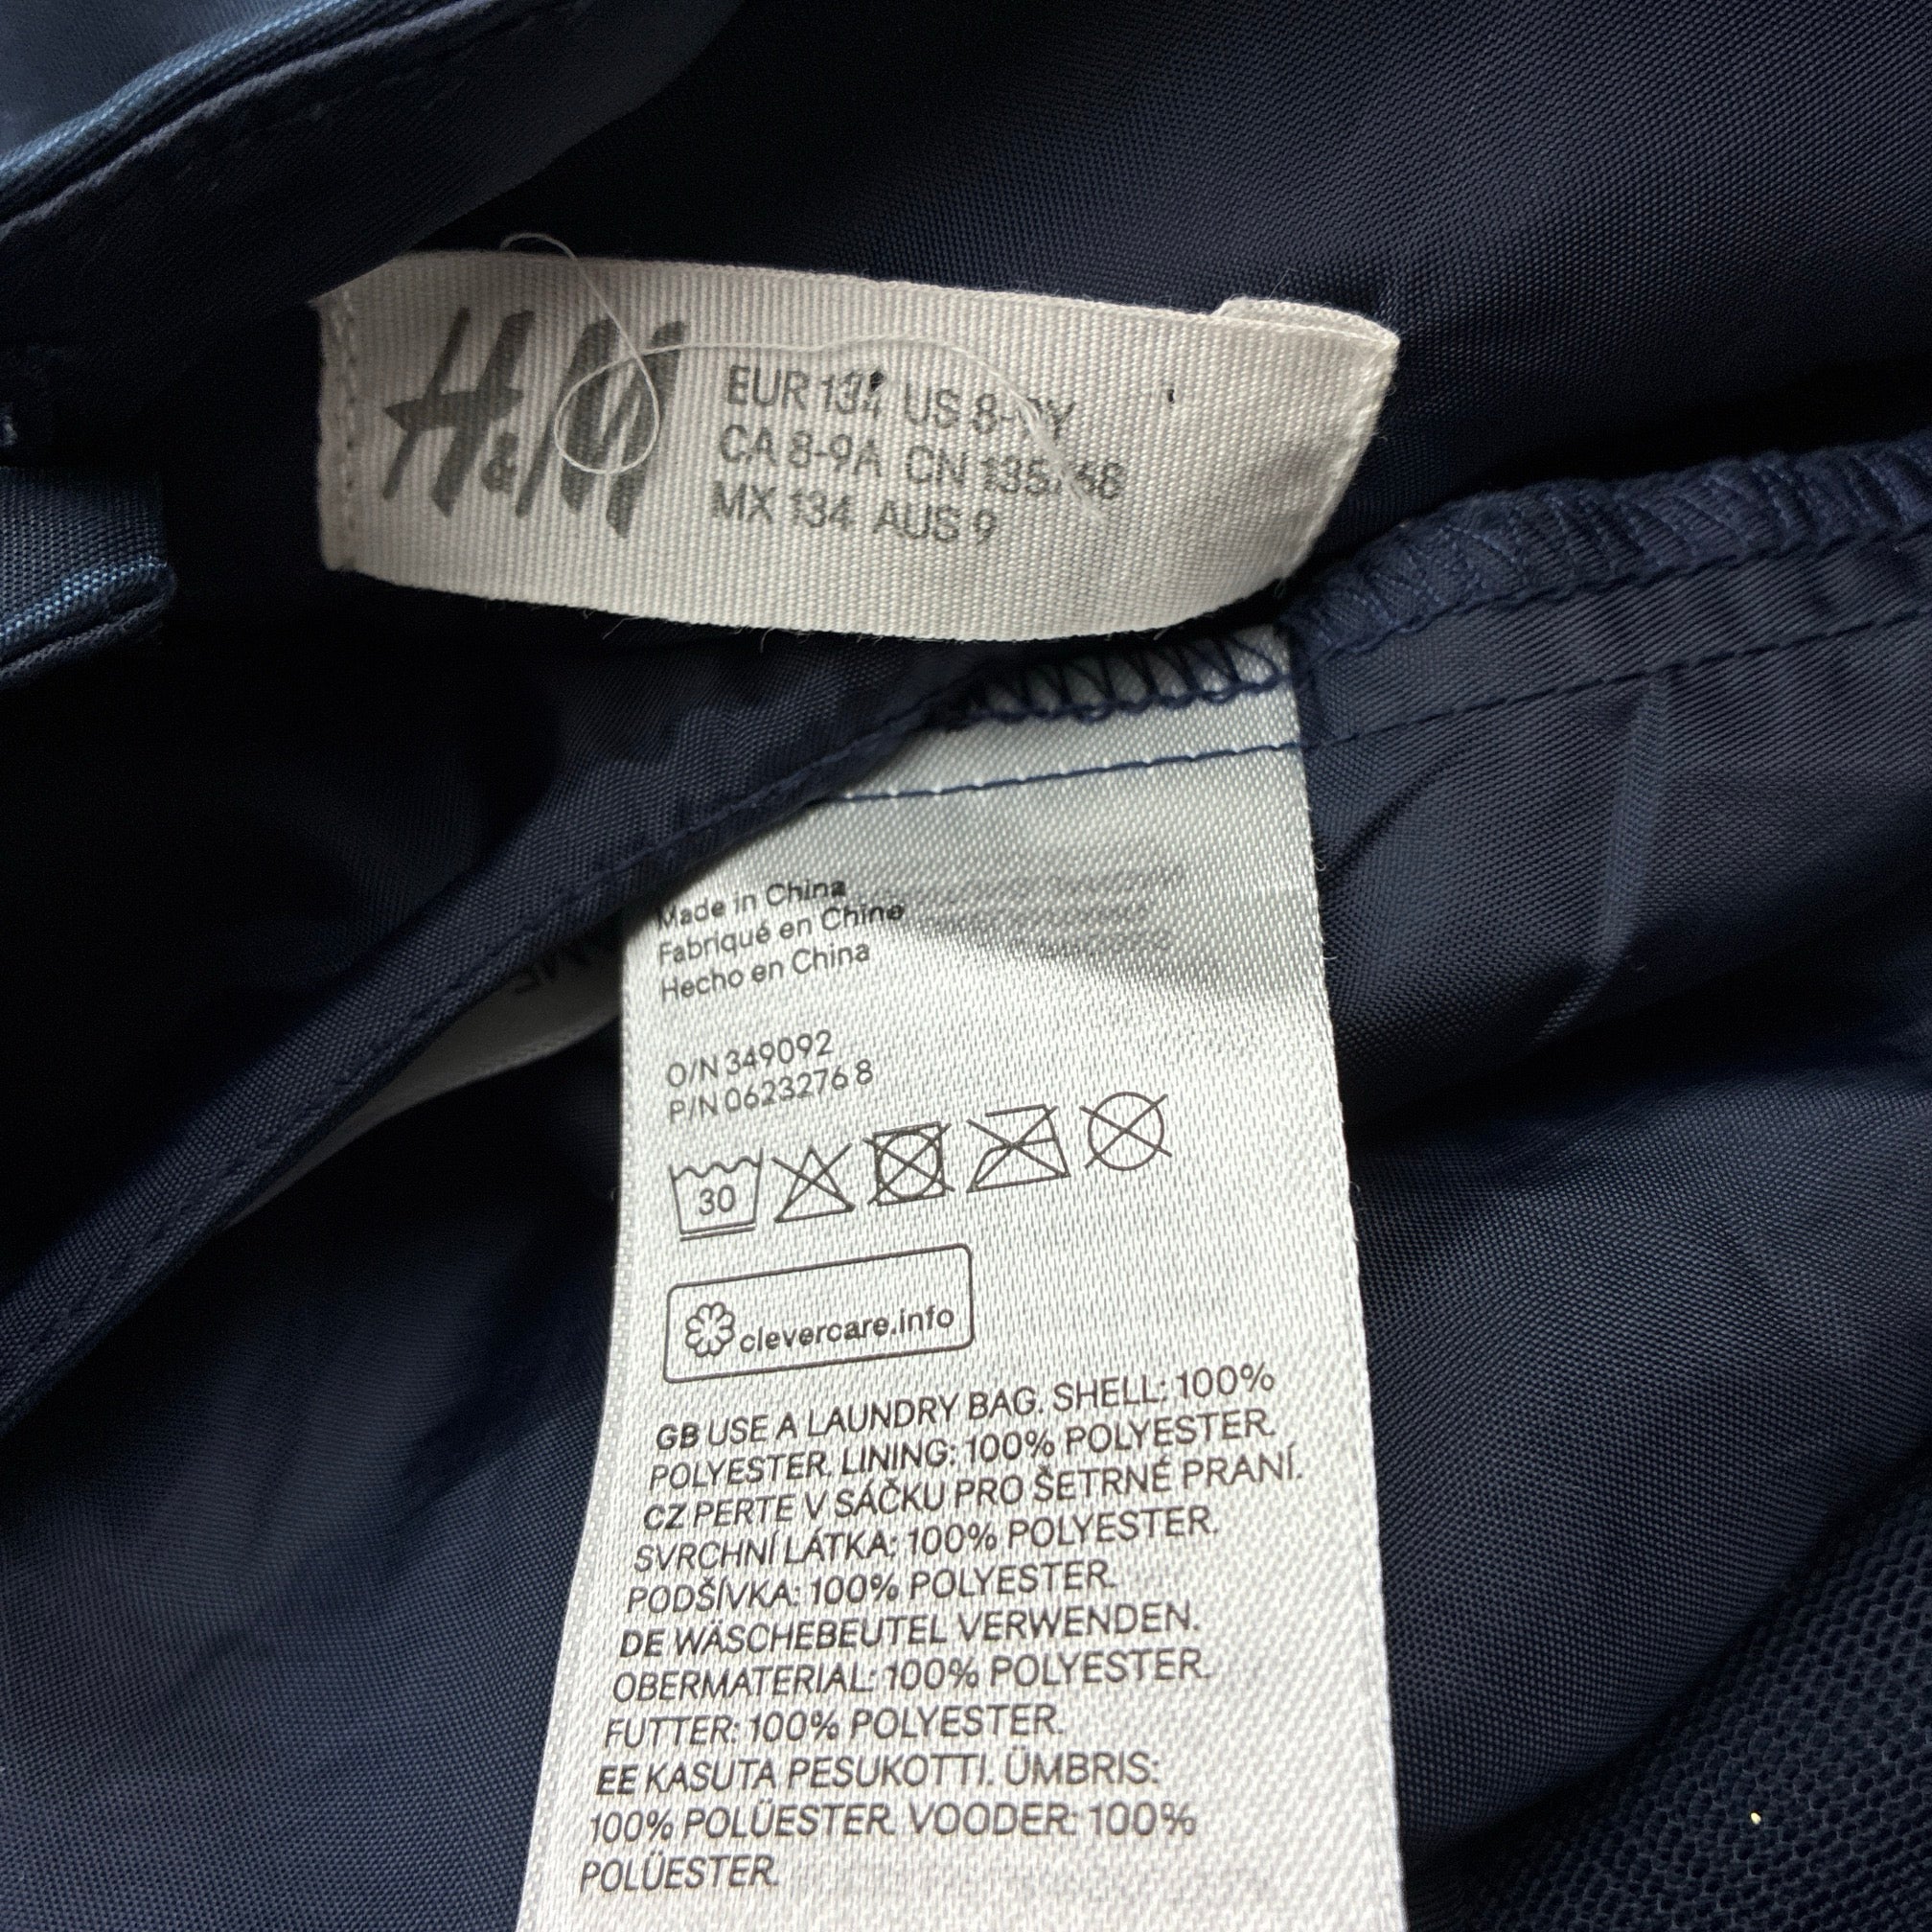 H&M
EUR 134 US 8-9Y
CA 8-9A CN 135/
MX 134 AUS 9
Made in China
Fabriqué en Chine
Hecho en China
O/N 349092
P/N 0623276 8
30
clevercare.info
GB USE A LAUNDRY BAG. SHELL: 100%
POLYESTER. LINING: 100% POLYESTER.
CZ PERTE V SÁČKU PRO ŠETRNÉ PRANÍ.
SVRCHNÍ LÁTKA: 100% POLYESTER.
PODŠÍVKA: 100% POLYESTER.
DE WÄSCHEBEUTEL VERWENDEN.
OBERMATERIAL: 100% POLYESTER.
FUTTER: 100% POLYESTER.
EE KASUTA PESUKOTTI. ÜMBRIS:
100% POLÜESTER. VOODER: 100%
POLÜESTER.